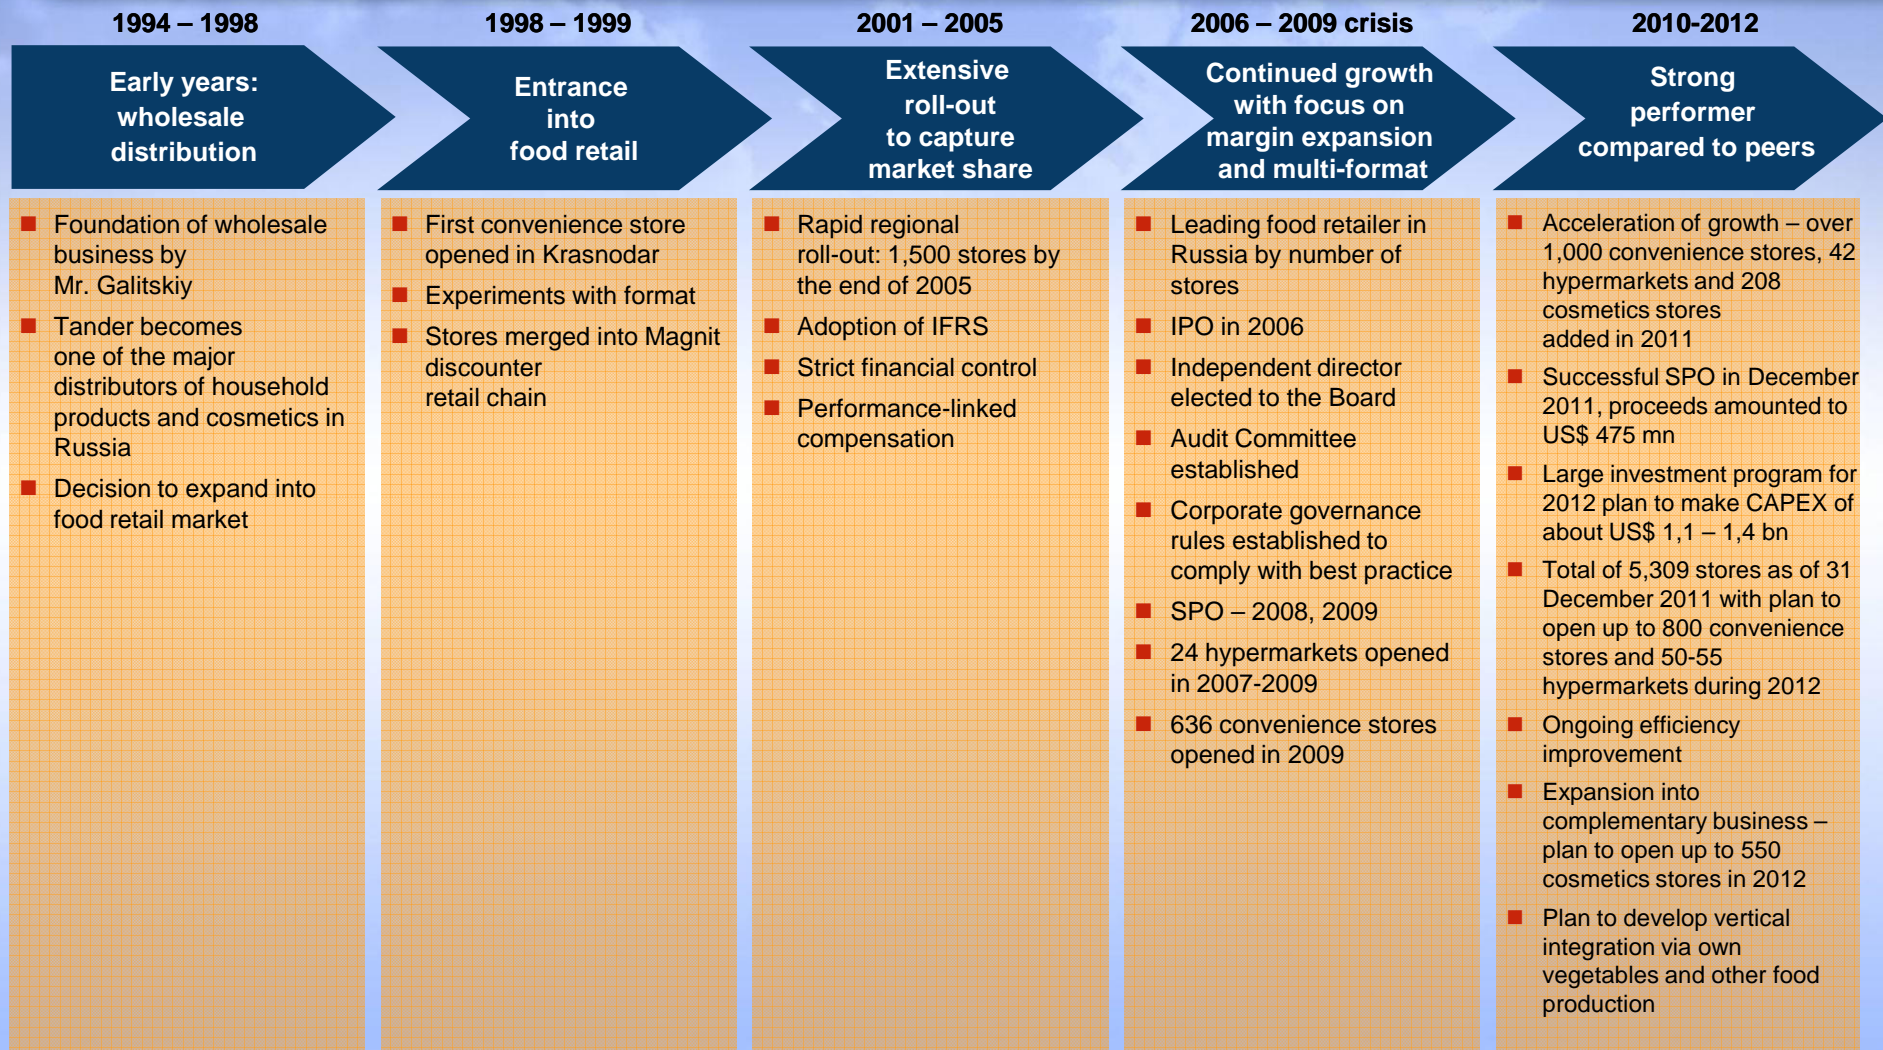 1994 – 1998
Early years:
wholesale
distribution
Foundation of wholesale
business by
Mr. Galitskiy
Tander becomes
one of the major
distributors of household
products and cosmetics in
Russia
Decision to expand into
food retail market
1998 – 1999
Entrance
into
food retail
First convenience store
opened in Krasnodar
Experiments with format
Stores merged into Magnit
discounter
retail chain
2001 – 2005
Extensive
roll-out
to capture
market share
Rapid regional
roll-out: 1,500 stores by
the end of 2005
Adoption of IFRS
Strict financial control
Performance-linked
compensation
2006 – 2009 crisis
Continued growth
with focus on
margin expansion
and multi-format
Leading food retailer in
Russia by number of
stores
IPO in 2006
Independent director
elected to the Board
Audit Committee
established
Corporate governance
rules established to
comply with best practice
SPO – 2008, 2009
24 hypermarkets opened
in 2007-2009
636 convenience stores
opened in 2009
2010-2012
Strong
performer
compared to peers
Acceleration of growth – over
1,000 convenience stores, 42
hypermarkets and 208
cosmetics stores
added in 2011
Successful SPO in December
2011, proceeds amounted to
US$ 475 mn
Large investment program for
2012 plan to make CAPEX of
about US$ 1,1 – 1,4 bn
Total of 5,309 stores as of 31
December 2011 with plan to
open up to 800 convenience
stores and 50-55
hypermarkets during 2012
Ongoing efficiency
improvement
Expansion into
complementary business –
plan to open up to 550
cosmetics stores in 2012
Plan to develop vertical
integration via own
vegetables and other food
production